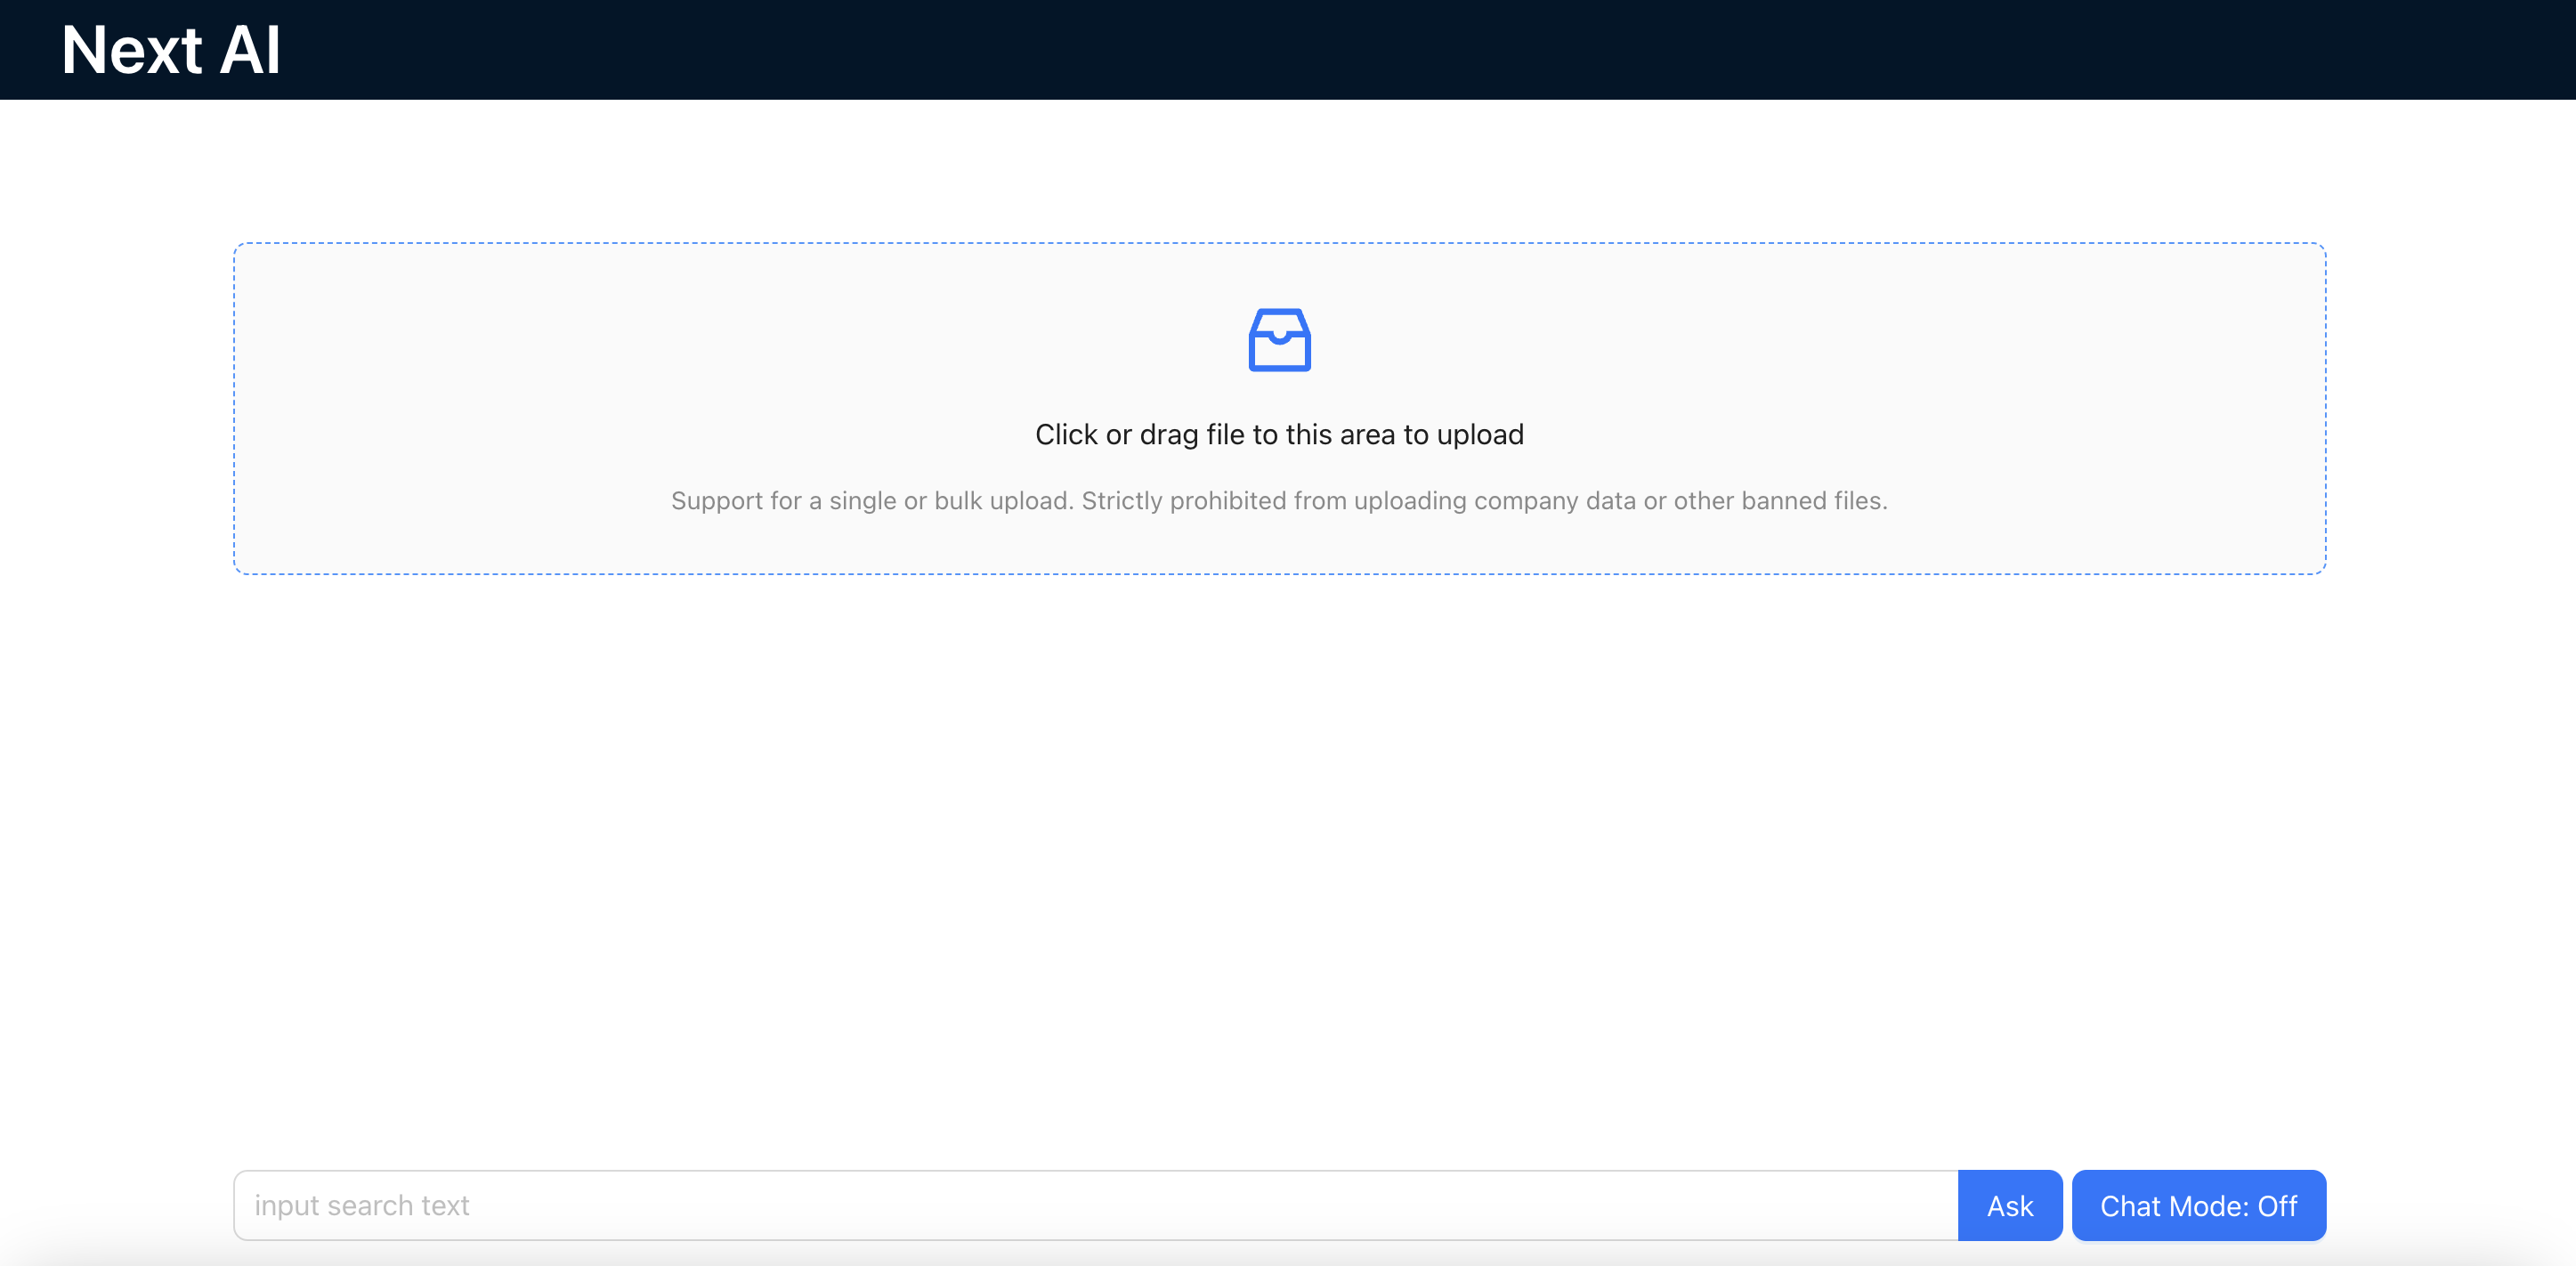 Next AI
Click or drag file to this area to upload
Support for a single or bulk upload. Strictly prohibited from uploading company data or other banned files.
input search text
Ask
Chat Mode: Off